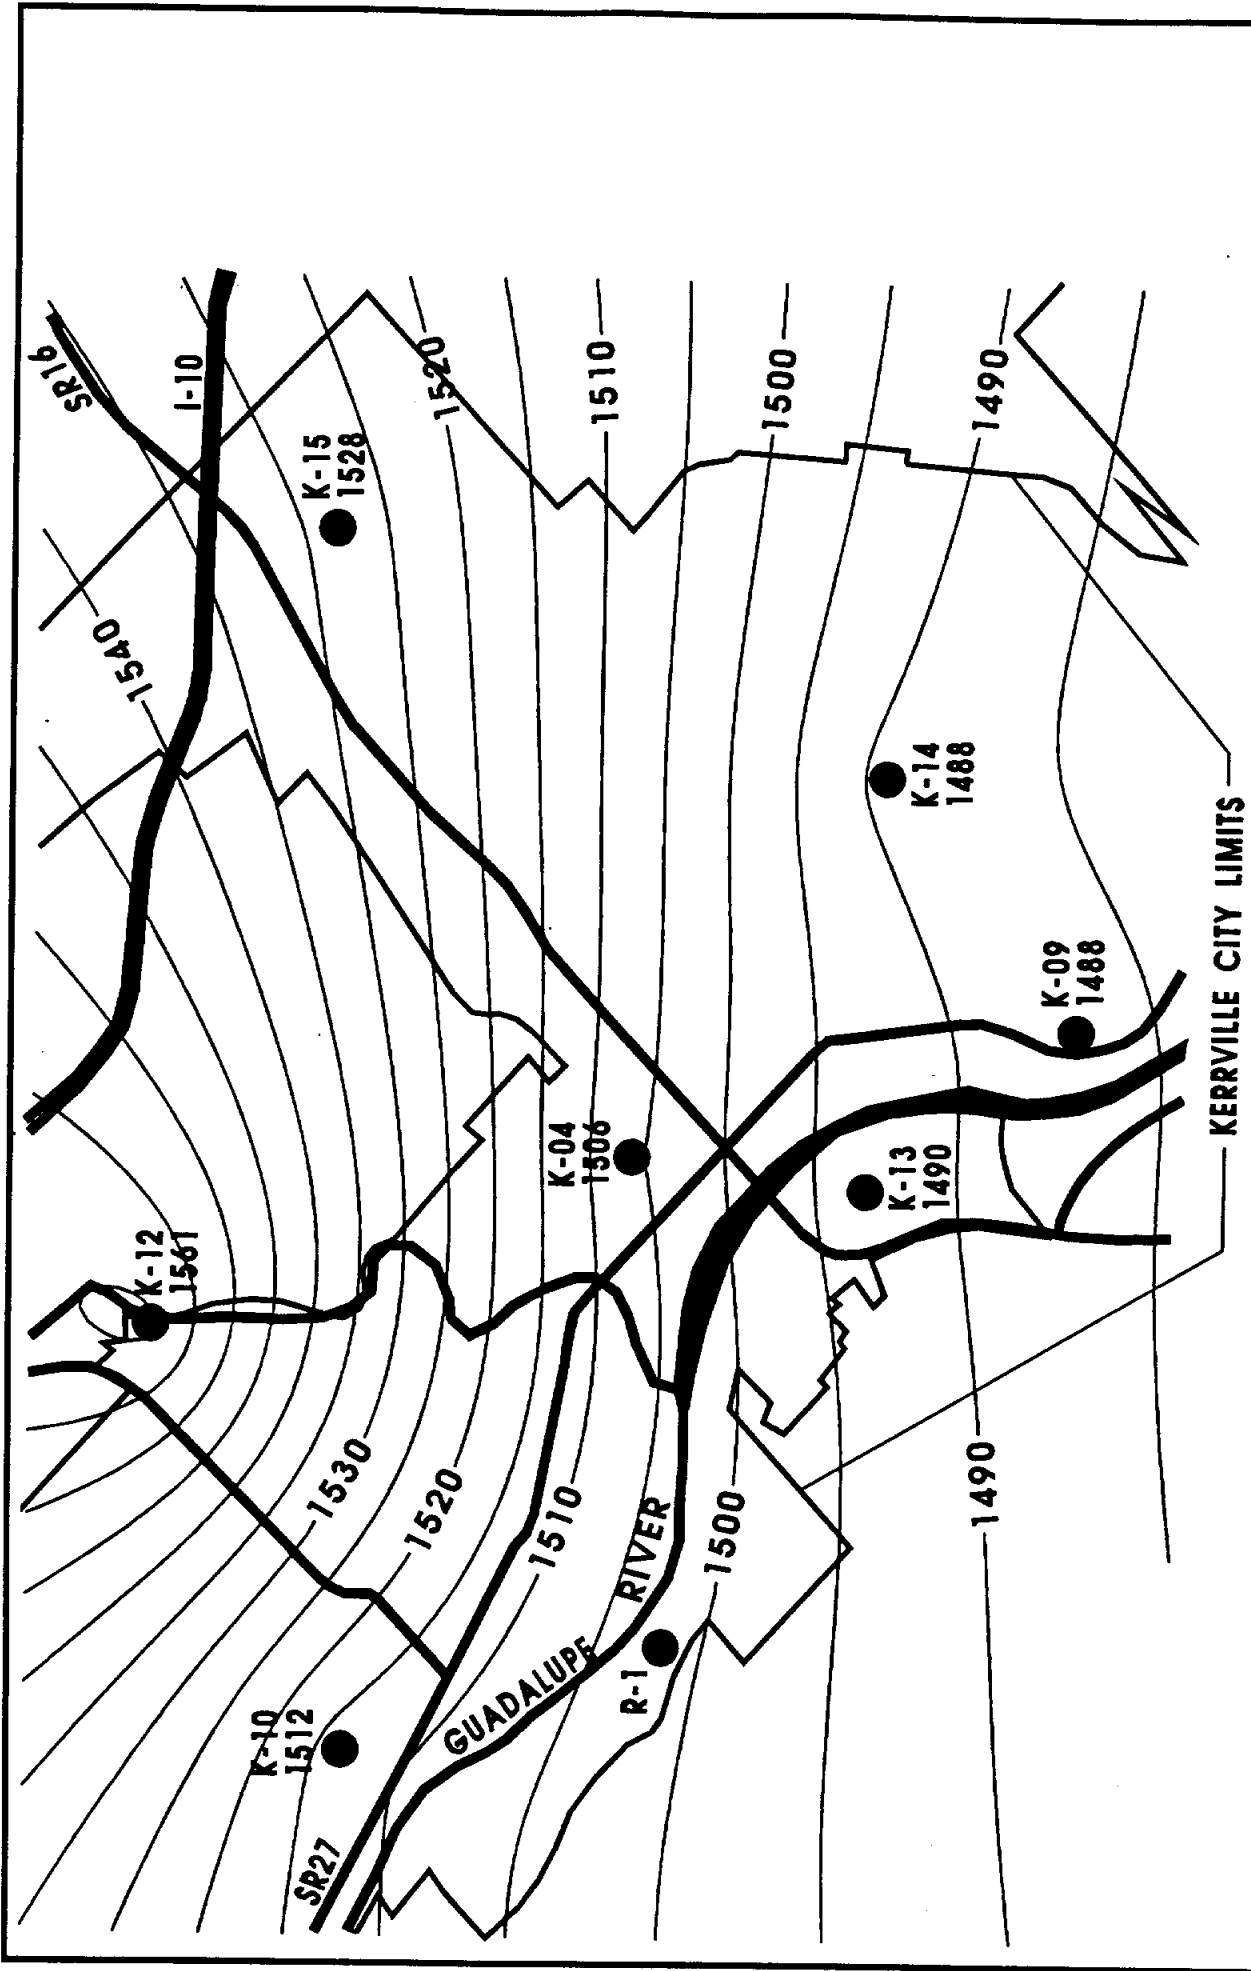 SR16
I-10
K-15
1528
1540
1520
1510
1500
1490
K-12
1561
K-04
1506
K-14
1488
K-09
1488
K-13
1490
1530
1520
1510
1500
1490
K-10
1512
SR27
GUADALUPE
RIVER
R-1
KERRVILLE CITY LIMITS